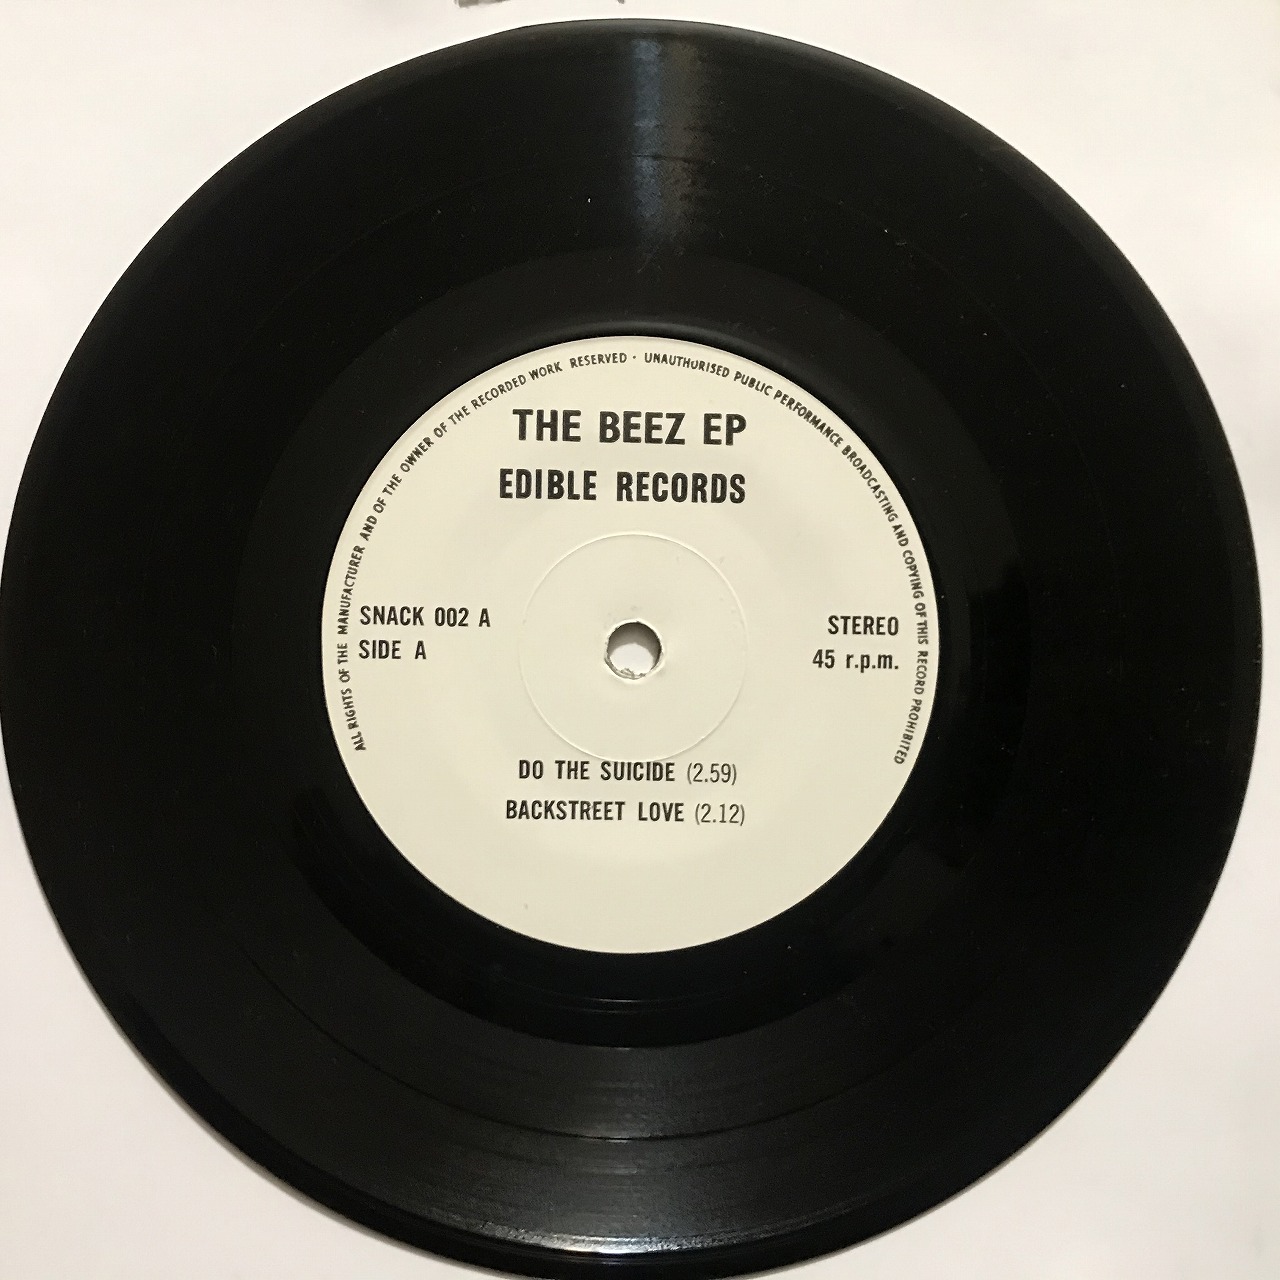 ALL RIGHTS OF THE MANUFACTURER AND OF THE OWNER OF THE RECORDED WORK RESERVED · UNAUTHORISED PUBLIC PERFORMANCE BROADCASTING AND COPYING OF THIS RECORD PROHIBITED
THE BEEZ EP
EDIBLE RECORDS
SNACK 002 A
SIDE A
STEREO
45 r.p.m.
DO THE SUICIDE (2.59)
BACKSTREET LOVE (2.12)